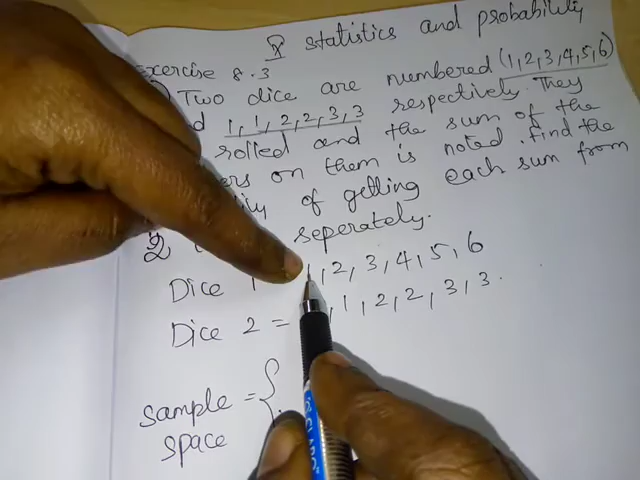 X statistics and probability
Exercise 8.3
Two dice are numbered (1,2,3,4,5,6)
1,1,2,2,3,3 respectively. They
rolled and the sum of the
on them is noted. find the
of getting each sum from
2 seperately.
Dice 1 1,2,3,4,5,6
Dice 2 = ,1,2,2,3,3.
sample = {
space